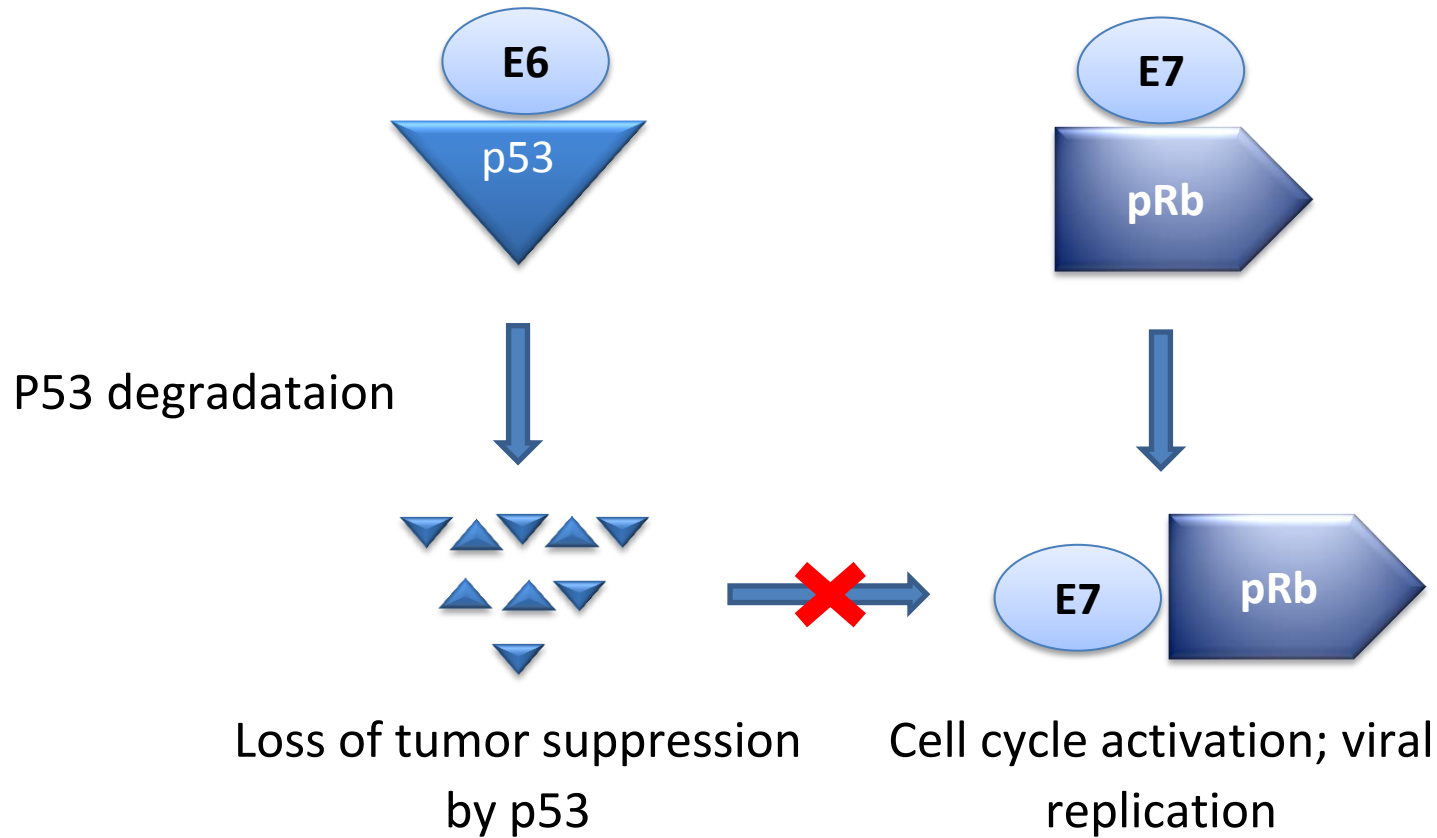 E6
p53
E7
pRb
P53 degradataion
E7
pRb
Loss of tumor suppression
by p53
Cell cycle activation; viral
replication